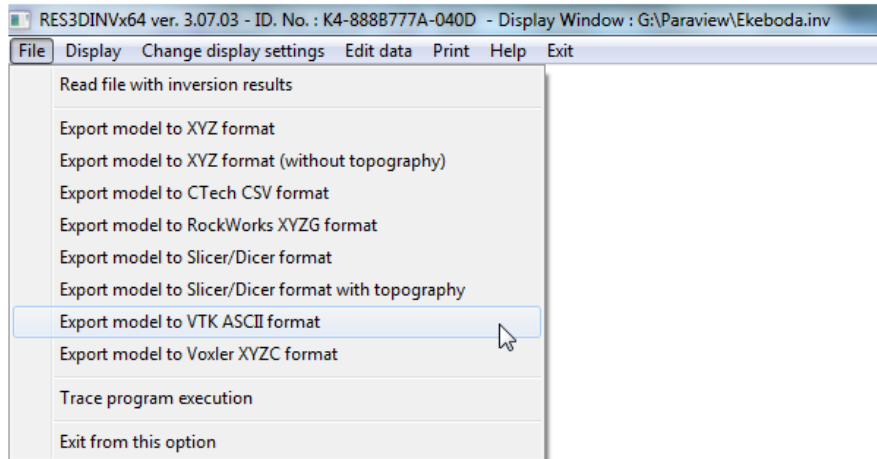 RES3DINVx64 ver. 3.07.03 - ID. No. : K4-888B777A-040D - Display Window : G:\Paraview\Ekeboda.inv
File Display Change display settings Edit data Print Help Exit
Read file with inversion results
Export model to XYZ format
Export model to XYZ format (without topography)
Export model to CTech CSV format
Export model to RockWorks XYZG format
Export model to Slicer/Dicer format
Export model to Slicer/Dicer format with topography
Export model to VTK ASCII format
Export model to Voxler XYZC format
Trace program execution
Exit from this option